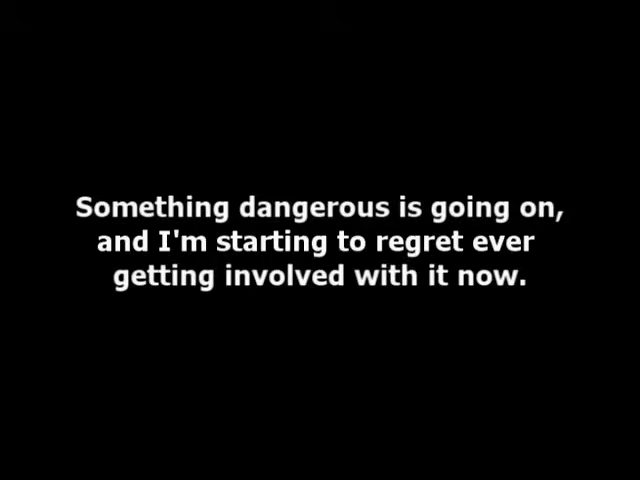 Something dangerous is going on,
and I'm starting to regret ever
getting involved with it now.